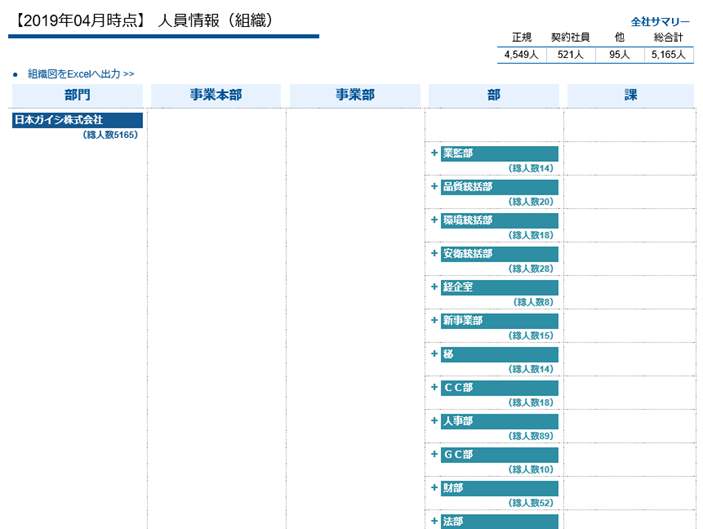 【2019年04月時点】 人員情報（組織）
全社サマリー
正規 契約社員 他 総合計
4,549人 521人 95人 5,165人
● 組織図をExcelへ出力 >>
部門 事業本部 事業部 部 課
日本ガイシ株式会社
（総人数5165）
+ 業監部
（総人数14）
+ 品質統括部
（総人数20）
+ 環境統括部
（総人数18）
+ 安衛統括部
（総人数28）
+ 経企室
（総人数8）
+ 新事業部
（総人数15）
+ 秘
（総人数14）
+ ＣＣ部
（総人数18）
+ 人事部
（総人数89）
+ ＧＣ部
（総人数10）
+ 財部
（総人数52）
+ 法部